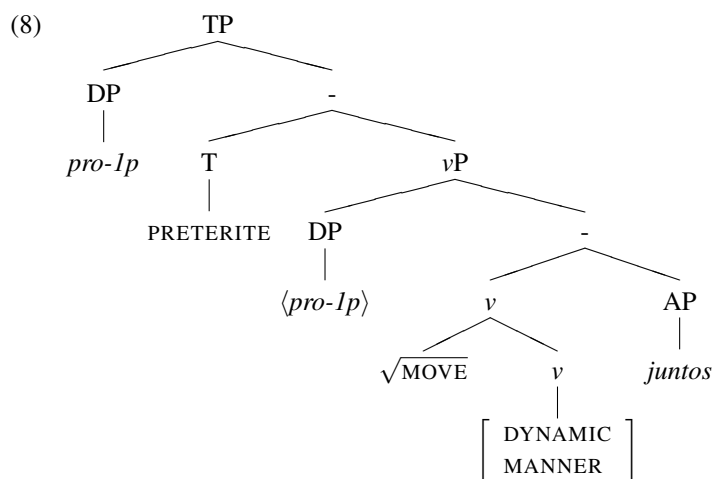 (8)
TP
DP -
pro-1p T vP
PRETERITE DP -
⟨pro-1p⟩ v AP
√MOVE v juntos
DYNAMIC
MANNER